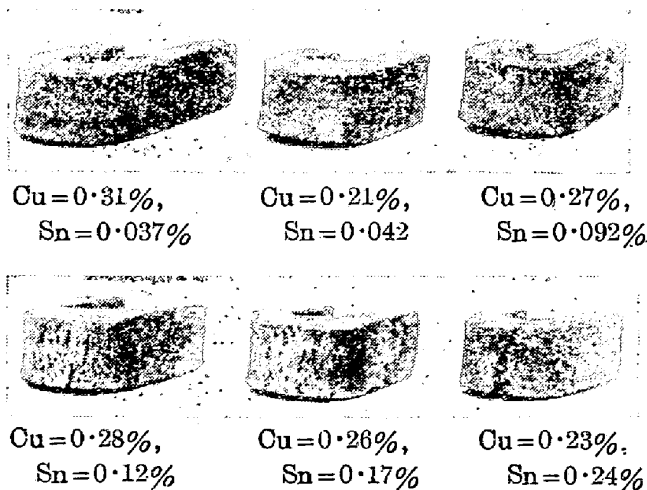 Cu=0·31%, Cu=0·21%, Cu=0·27%,
Sn=0·037% Sn=0·042 Sn=0·092%
Cu=0·28%, Cu=0·26%, Cu=0·23%.
Sn=0·12% Sn=0·17% Sn=0·24%